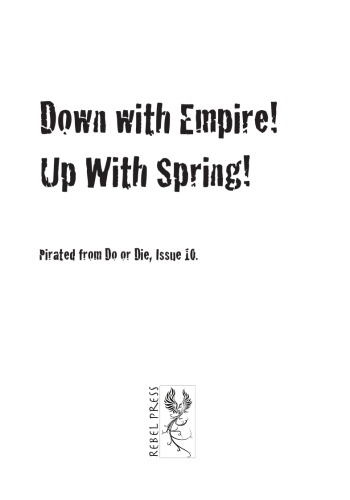 Down with Empire!
Up With Spring!
Pirated from Do or Die, Issue 10.
REBEL PRESS